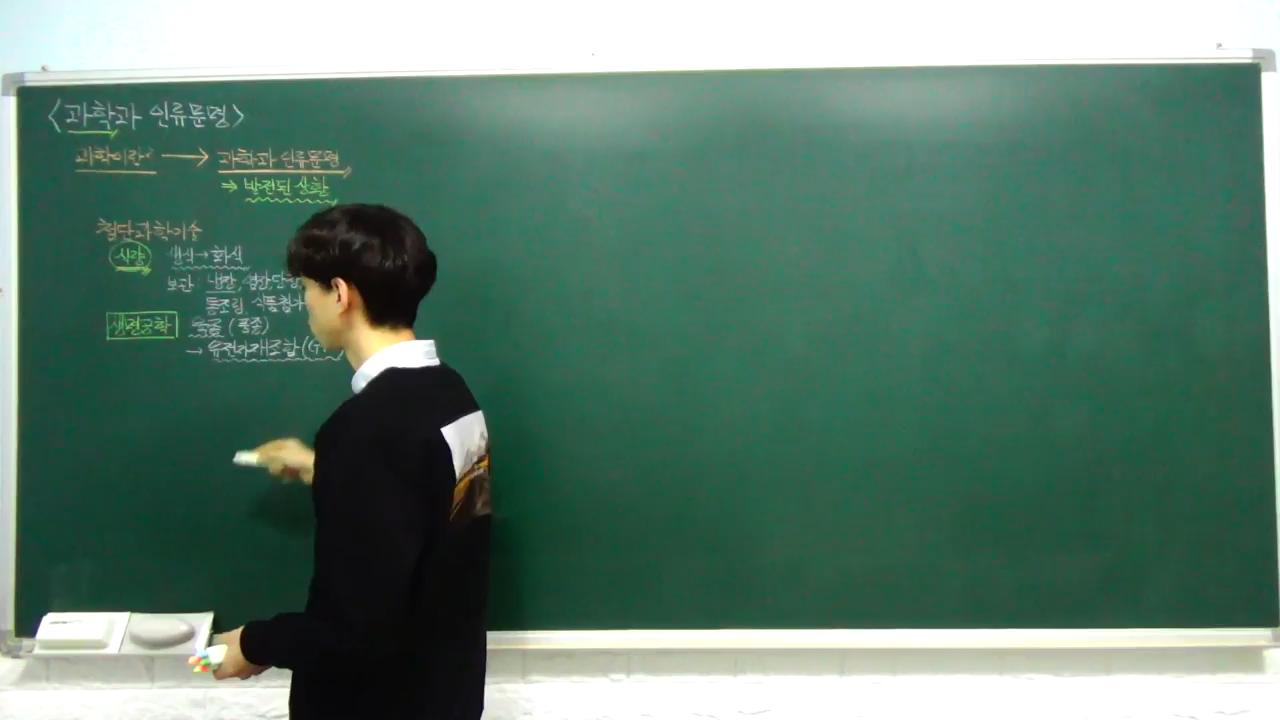 <과학과 인류문명>
과학이란? → 과학과 인류문명
⇒ 발전된 상황
첨단과학기술
식량 생식→화식
보관: 냉한, 염한,단
통조림, 식품첨가
생명공학 육종 (품종)
→ 유전자재조합(G